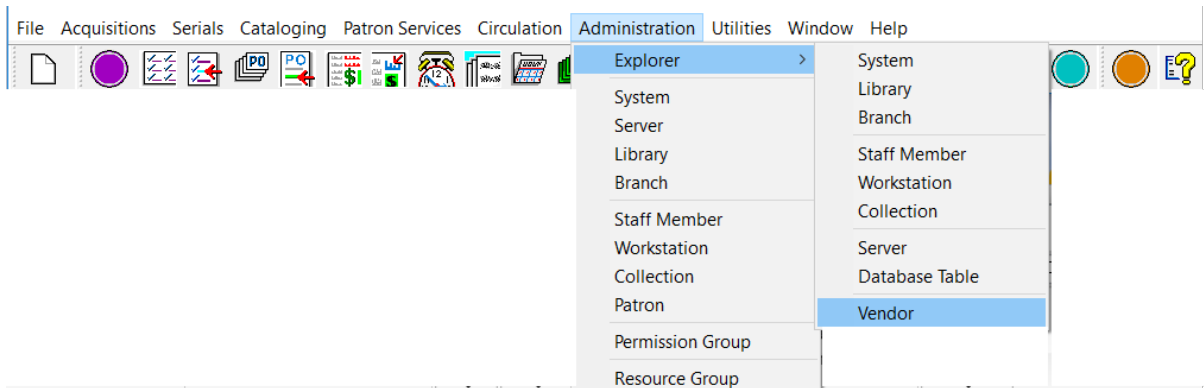 File Acquisitions Serials Cataloging Patron Services Circulation Administration Utilities Window Help
PO
PO
Explorer
System
Server
Library
Branch
Staff Member
Workstation
Collection
Patron
Permission Group
Resource Group
System
Library
Branch
Staff Member
Workstation
Collection
Server
Database Table
Vendor